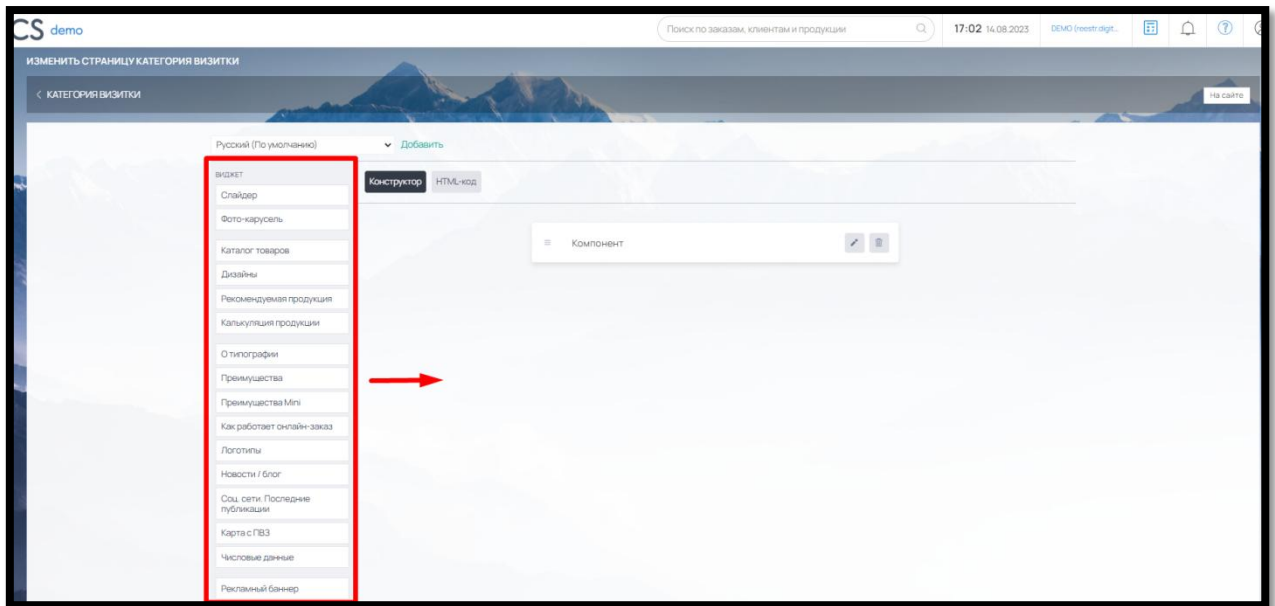 CS demo
Поиск по заказам, клиентам и продукции
17:02 14.08.2023
DEMO (reestr.digit...
ИЗМЕНИТЬ СТРАНИЦУ КАТЕГОРИЯ ВИЗИТКИ
< КАТЕГОРИЯ ВИЗИТКИ
На сайте
Русский (По умолчанию)
Добавить
ВИДЖЕТ
Конструктор
HTML-код
Слайдер
Фото-карусель
Компонент
Каталог товаров
Дизайны
Рекомендуемая продукция
Калькуляция продукции
О типографии
Преимущества
Преимущества Mini
Как работает онлайн-заказ
Логотипы
Новости / блог
Соц. сети. Последние
публикации
Карта с ПВЗ
Числовые данные
Рекламный баннер